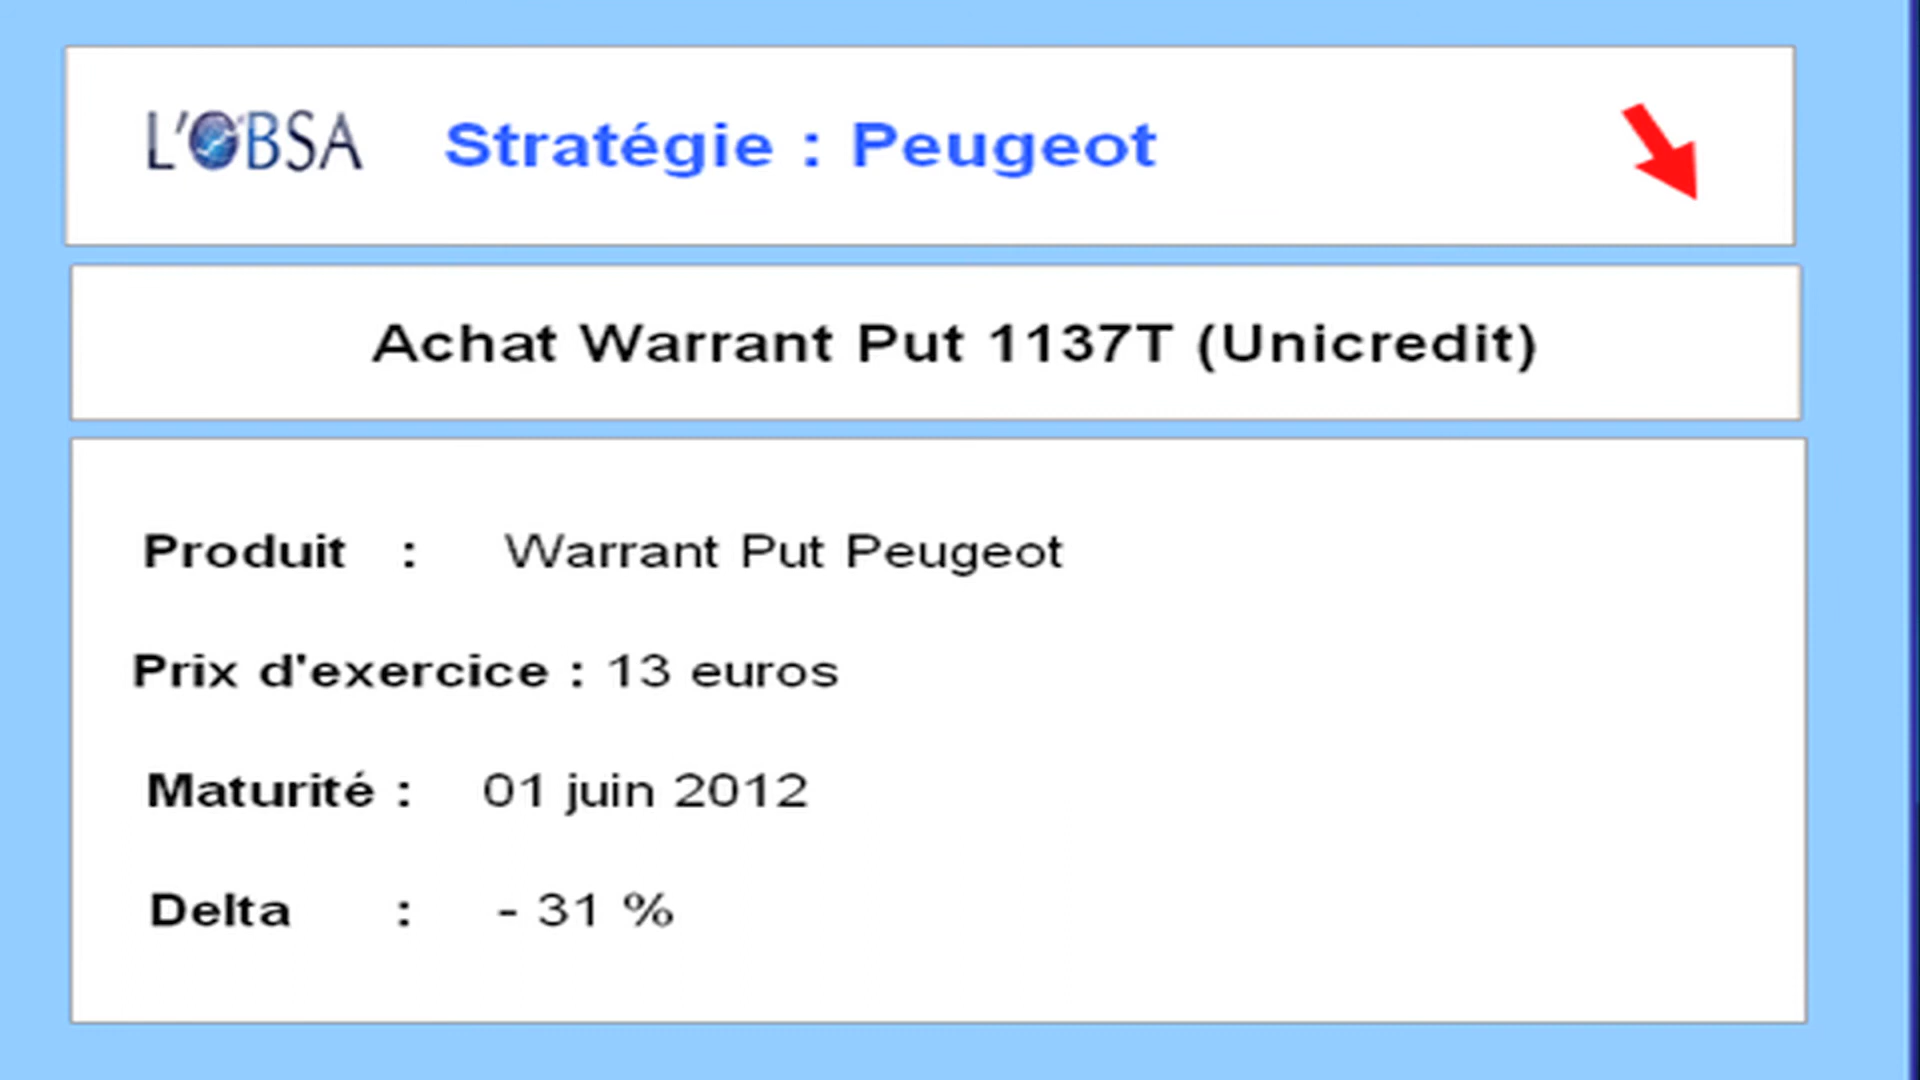 L'OBSA Stratégie : Peugeot
Achat Warrant Put 1137T (Unicredit)
Produit : Warrant Put Peugeot
Prix d'exercice : 13 euros
Maturité : 01 juin 2012
Delta : - 31 %